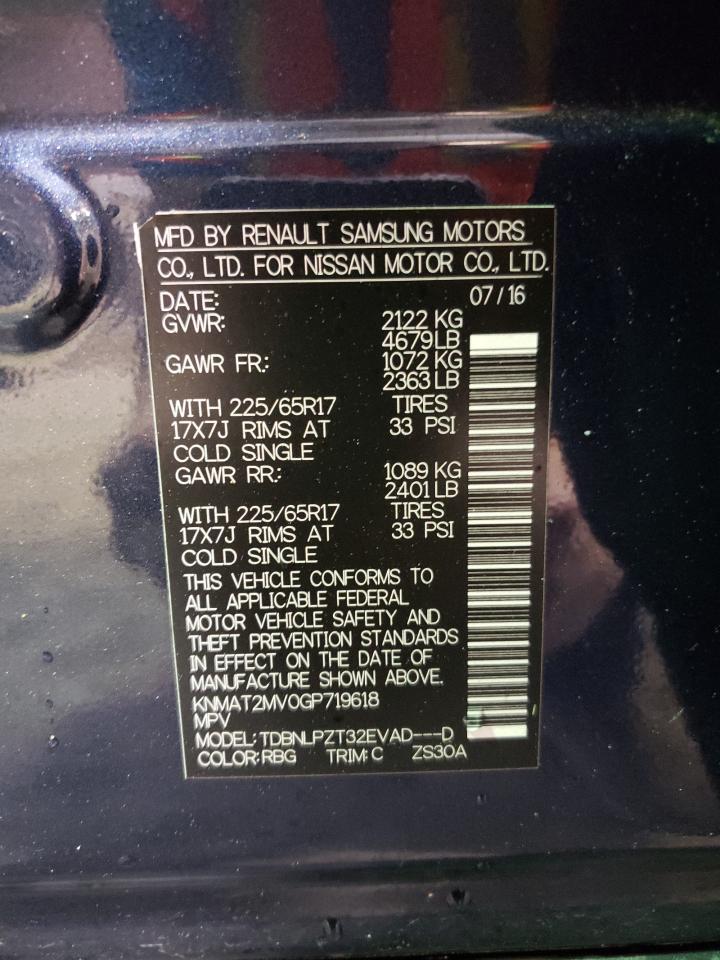 MFD BY RENAULT SAMSUNG MOTORS
CO., LTD. FOR NISSAN MOTOR CO., LTD.
DATE: 07/16
GVWR: 2122 KG
4679LB
GAWR FR.: 1072 KG
2363LB
WITH 225/65R17 TIRES
17X7J RIMS AT 33 PSI
COLD SINGLE
GAWR RR.: 1089 KG
2401LB
WITH 225/65R17 TIRES
17X7J RIMS AT 33 PSI
COLD SINGLE
THIS VEHICLE CONFORMS TO
ALL APPLICABLE FEDERAL
MOTOR VEHICLE SAFETY AND
THEFT PREVENTION STANDARDS
IN EFFECT ON THE DATE OF
MANUFACTURE SHOWN ABOVE.
KNMAT2MV0GP719618
MPV
MODEL:TDBNLPZT32EVAD---D
COLOR:RBG TRIM:C ZS30A